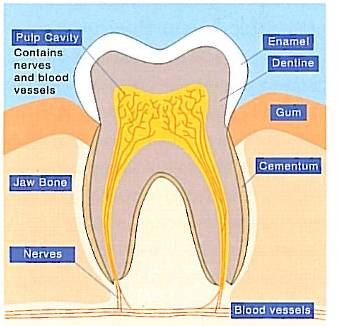 Pulp Cavity
Contains
nerves
and blood
vessels
Enamel
Dentine
Gum
Cementum
Jaw Bone
Nerves
Blood vessels